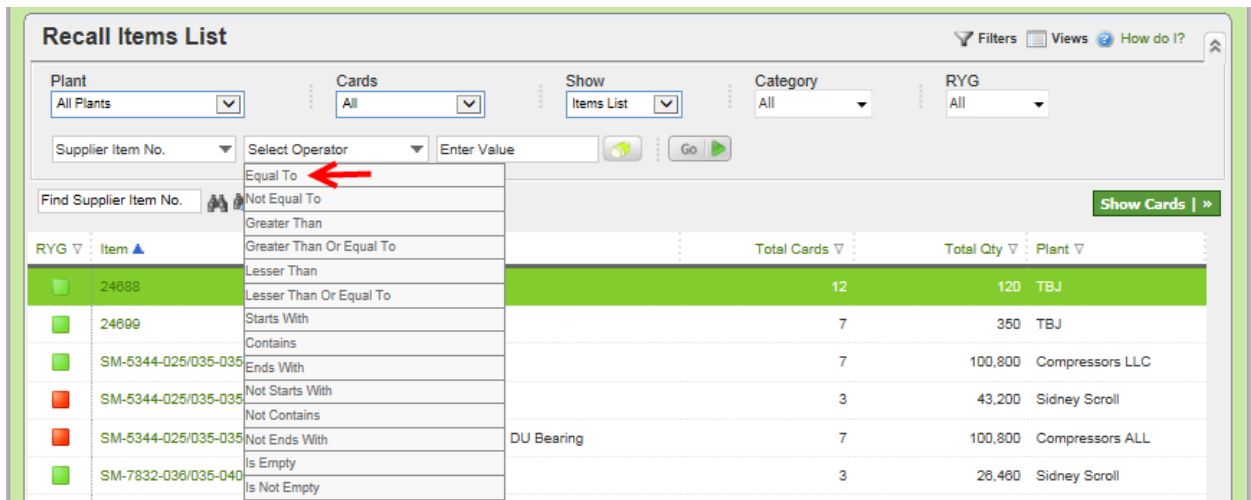 Recall Items List
Filters Views How do I?
Plant Cards Show Category RYG
All Plants All Items List All All
Supplier Item No. Select Operator Enter Value Go
Equal To
Not Equal To
Greater Than
Greater Than Or Equal To
Lesser Than
Lesser Than Or Equal To
Starts With
Contains
Ends With
Not Starts With
Not Contains
Not Ends With
Is Empty
Is Not Empty
Find Supplier Item No. Show Cards | »
RYG Item Total Cards Total Qty Plant
24688 12 120 TBJ
24699 7 350 TBJ
SM-5344-025/035-035 7 100,800 Compressors LLC
SM-5344-025/035-035 3 43,200 Sidney Scroll
SM-5344-025/035-035 DU Bearing 7 100,800 Compressors ALL
SM-7832-036/035-040 3 26,460 Sidney Scroll